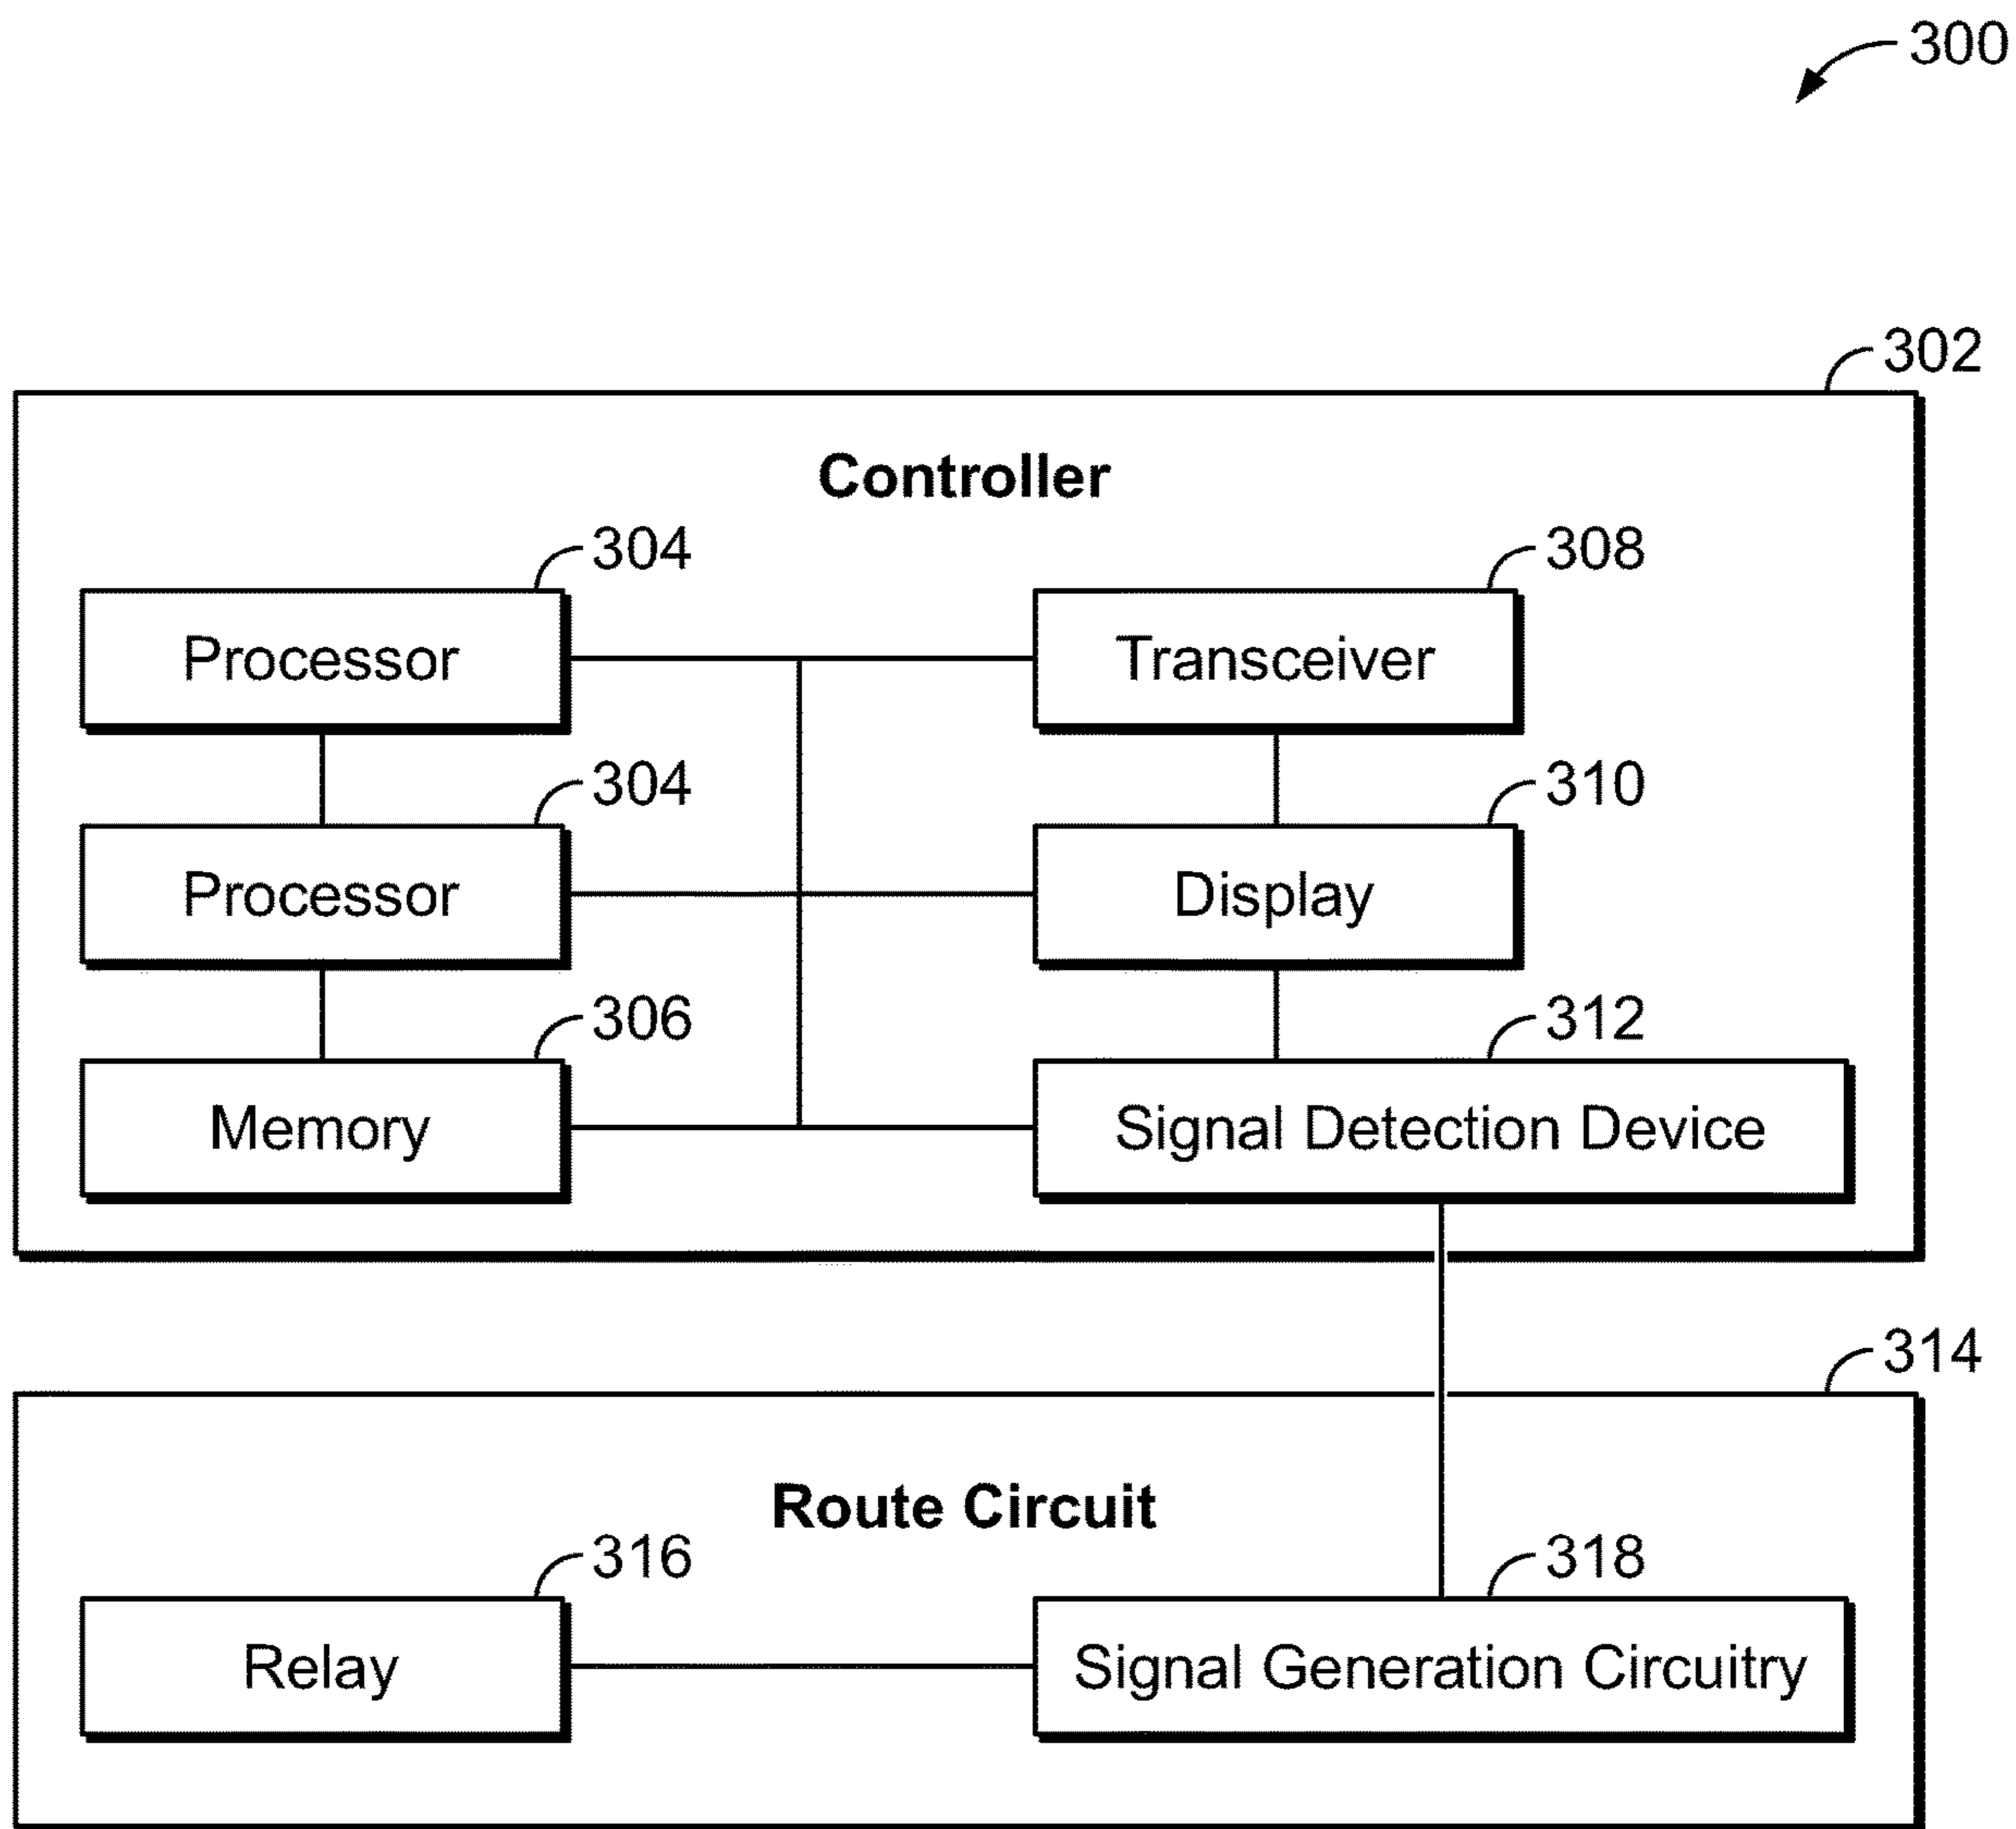 300
302
Controller
304
308
Processor
Transceiver
304
310
Processor
Display
306
312
Memory
Signal Detection Device
314
Route Circuit
316
318
Relay
Signal Generation Circuitry